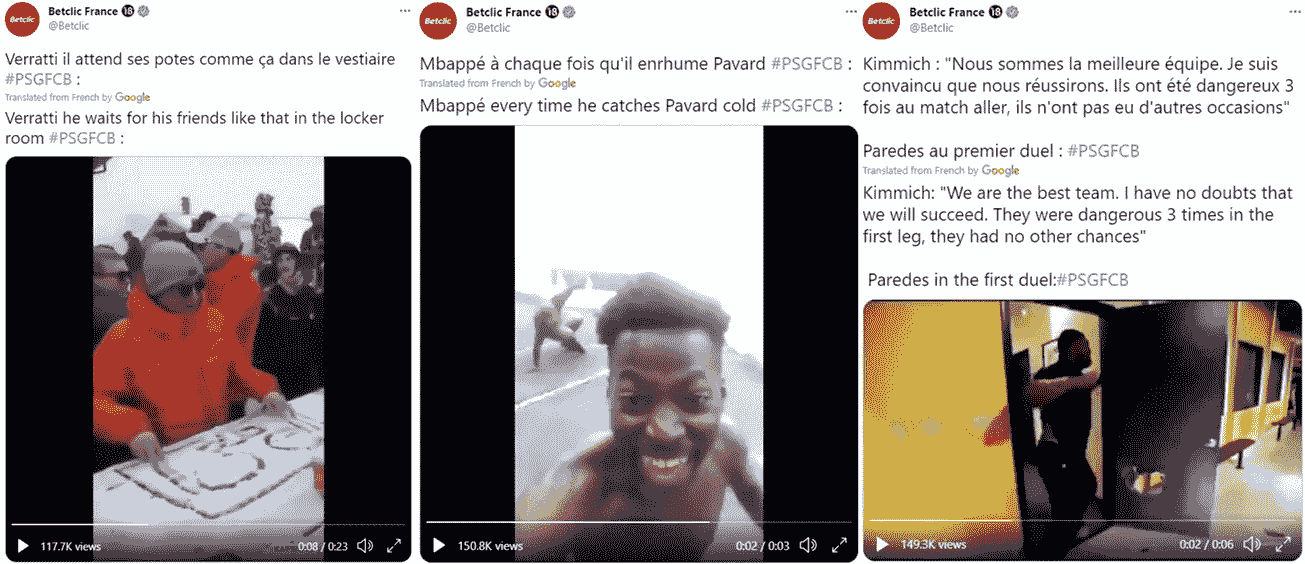 Betclic
Betclic France 18
@Betclic
Verratti il attend ses potes comme ça dans le vestiaire
#PSGFCB :
Translated from French by Google
Verratti he waits for his friends like that in the locker
room #PSGFCB :
117.7K views
0:08 / 0:23
Betclic
Betclic France 18
@Betclic
Mbappé à chaque fois qu'il enrhume Pavard #PSGFCB :
Translated from French by Google
Mbappé every time he catches Pavard cold #PSGFCB :
150.8K views
0:02 / 0:03
Betclic
Betclic France 18
@Betclic
Kimmich : "Nous sommes la meilleure équipe. Je suis
convaincu que nous réussirons. Ils ont été dangereux 3
fois au match aller, ils n'ont pas eu d'autres occasions"
Paredes au premier duel : #PSGFCB
Translated from French by Google
Kimmich: "We are the best team. I have no doubts that
we will succeed. They were dangerous 3 times in the
first leg, they had no other chances"
Paredes in the first duel:#PSGFCB
149.3K views
0:02 / 0:06